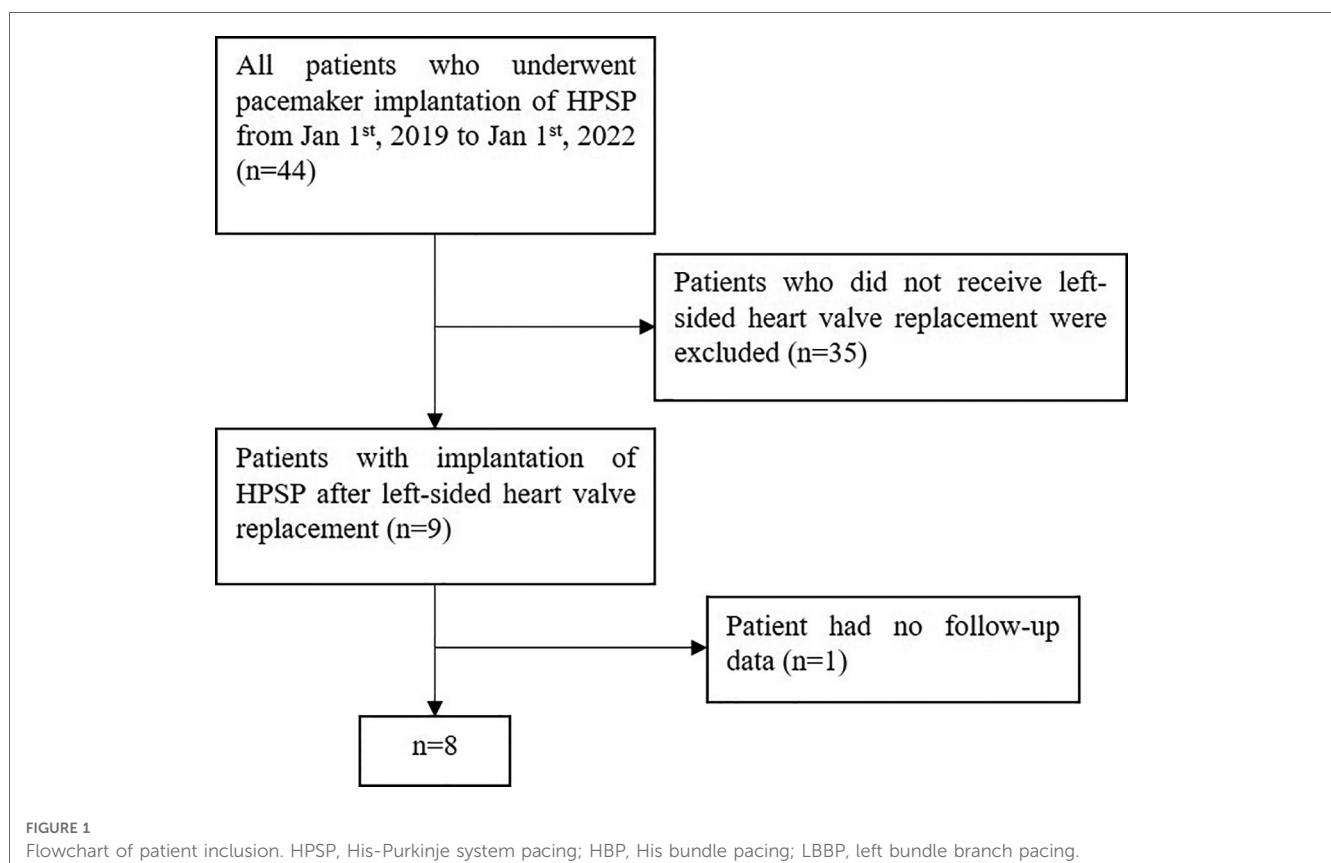 All patients who underwent
pacemaker implantation of HPSP
from Jan 1st, 2019 to Jan 1st, 2022
(n=44)
Patients who did not receive left-
sided heart valve replacement were
excluded (n=35)
Patients with implantation of
HPSP after left-sided heart valve
replacement (n=9)
Patient had no follow-up
data (n=1)
n=8
FIGURE 1
Flowchart of patient inclusion. HPSP, His-Purkinje system pacing; HBP, His bundle pacing; LBBP, left bundle branch pacing.